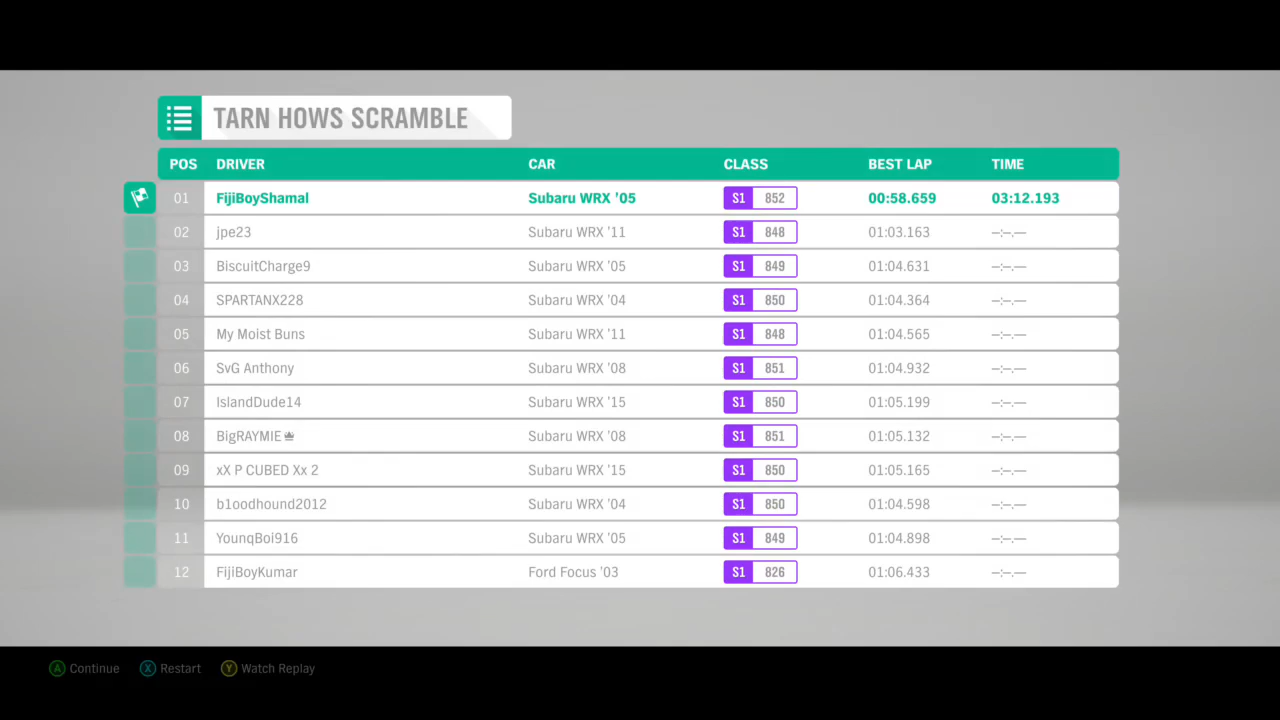 TARN HOWS SCRAMBLE
POS DRIVER CAR CLASS BEST LAP TIME
01 FijiBoyShamal Subaru WRX '05 S1 852 00:58.659 03:12.193
02 jpe23 Subaru WRX '11 S1 848 01:03.163 --:--.---
03 BiscuitCharge9 Subaru WRX '05 S1 849 01:04.631 --:--.---
04 SPARTANX228 Subaru WRX '04 S1 850 01:04.364 --:--.---
05 My Moist Buns Subaru WRX '11 S1 848 01:04.565 --:--.---
06 SvG Anthony Subaru WRX '08 S1 851 01:04.932 --:--.---
07 IslandDude14 Subaru WRX '15 S1 850 01:05.199 --:--.---
08 BigRAYMIE Subaru WRX '08 S1 851 01:05.132 --:--.---
09 xX P CUBED Xx 2 Subaru WRX '15 S1 850 01:05.165 --:--.---
10 b1oodhound2012 Subaru WRX '04 S1 850 01:04.598 --:--.---
11 YounqBoi916 Subaru WRX '05 S1 849 01:04.898 --:--.---
12 FijiBoyKumar Ford Focus '03 S1 826 01:06.433 --:--.---
A Continue X Restart Y Watch Replay